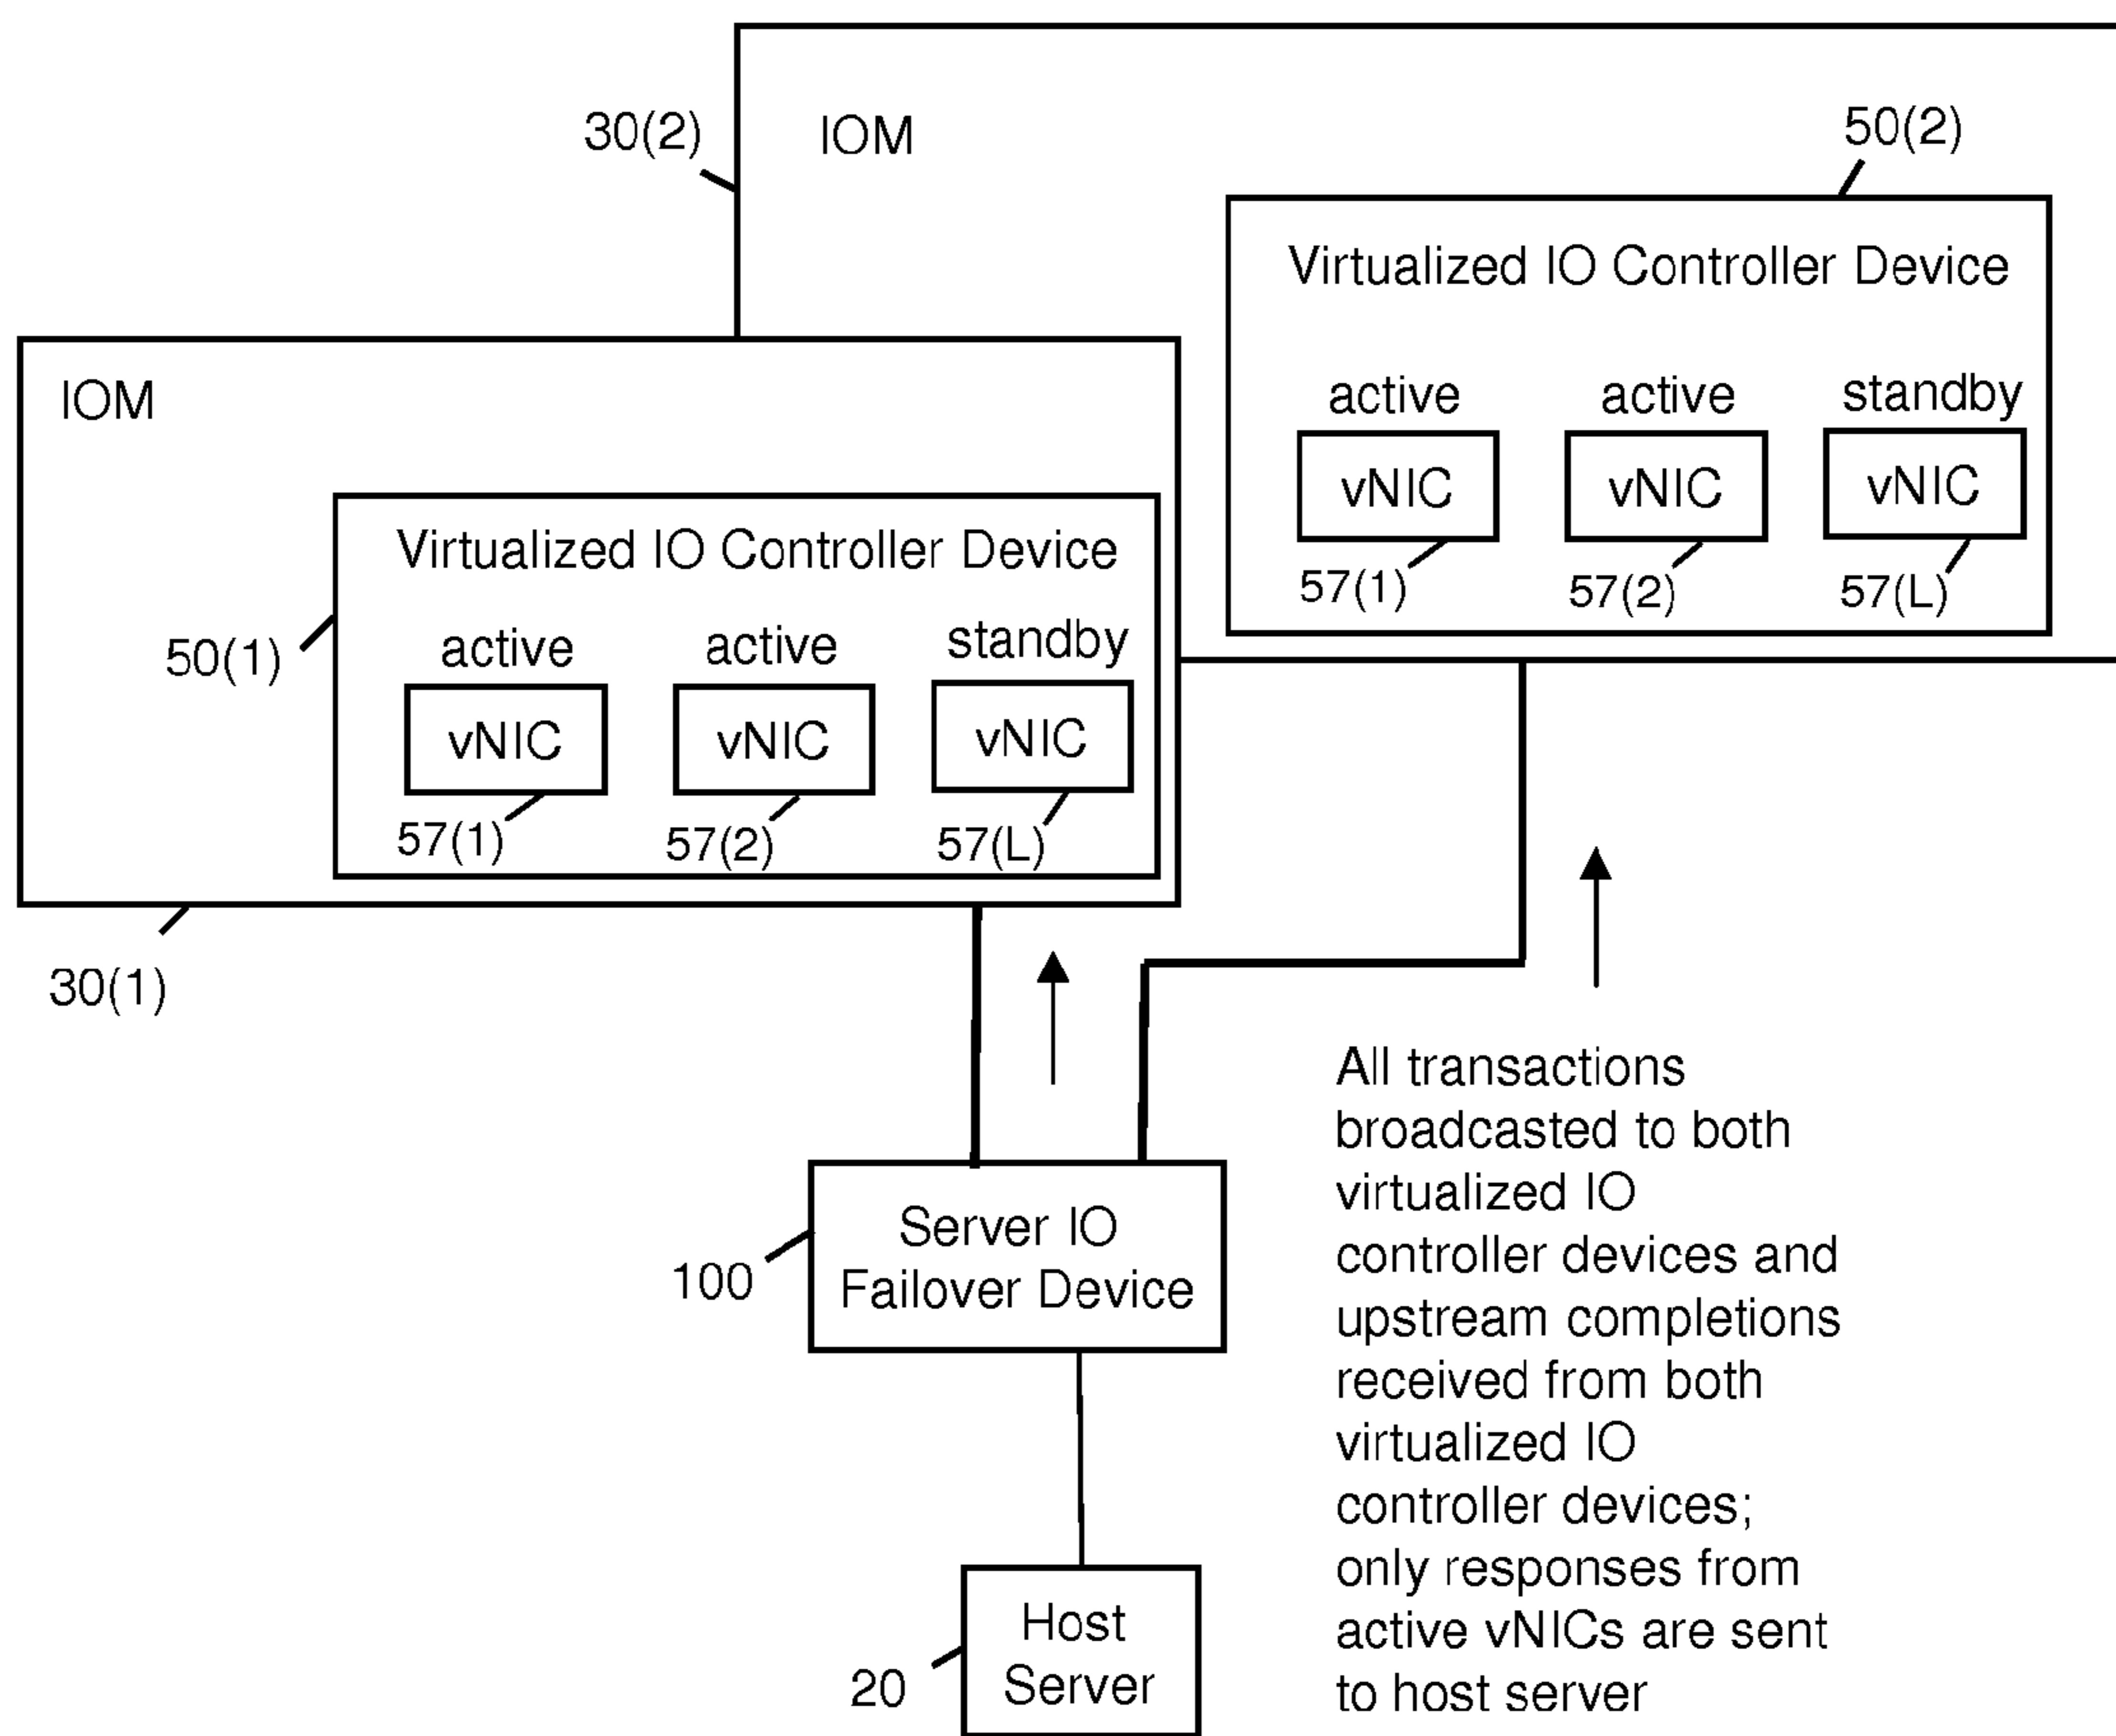 30(2)
IOM
50(2)
Virtualized IO Controller Device
active active standby
vNIC vNIC vNIC
57(1) 57(2) 57(L)
IOM
Virtualized IO Controller Device
50(1)
active active standby
vNIC vNIC vNIC
57(1) 57(2) 57(L)
30(1)
Server IO
Failover Device
100
Host
Server
20
All transactions
broadcasted to both
virtualized IO
controller devices and
upstream completions
received from both
virtualized IO
controller devices;
only responses from
active vNICs are sent
to host server